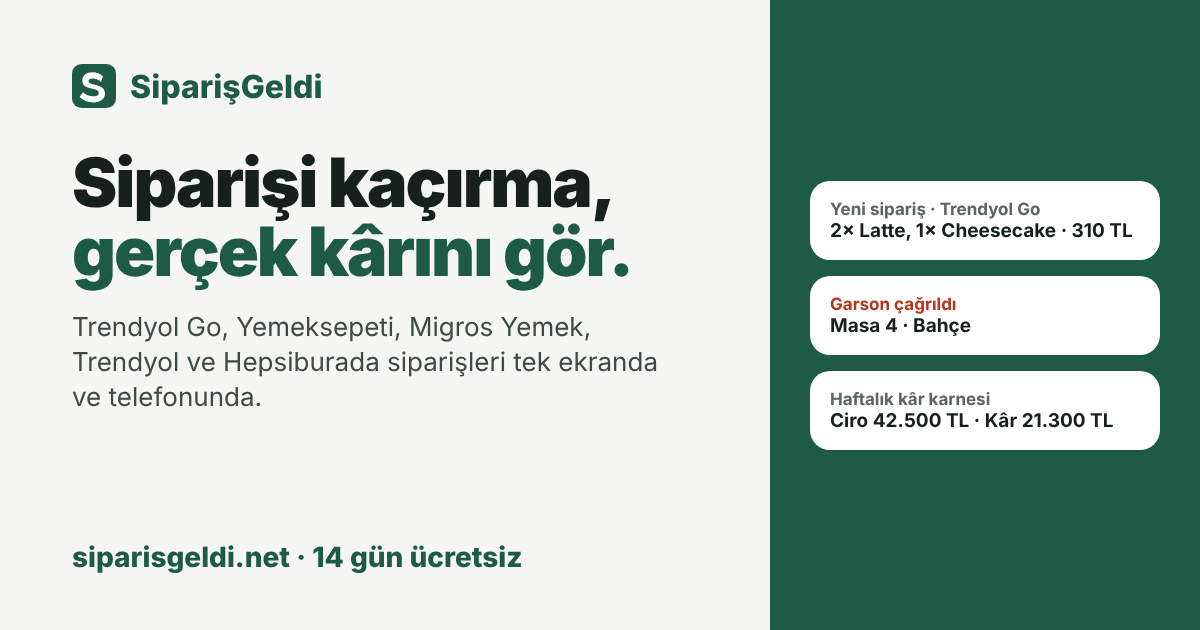 S SiparişGeldi
Siparişi kaçırma,
gerçek kârını gör.
Trendyol Go, Yemeksepeti, Migros Yemek,
Trendyol ve Hepsiburada siparişleri tek ekranda
ve telefonunda.
siparisgeldi.net · 14 gün ücretsiz
Yeni sipariş · Trendyol Go
2× Latte, 1× Cheesecake · 310 TL
Garson çağrıldı
Masa 4 · Bahçe
Haftalık kâr karnesi
Ciro 42.500 TL · Kâr 21.300 TL